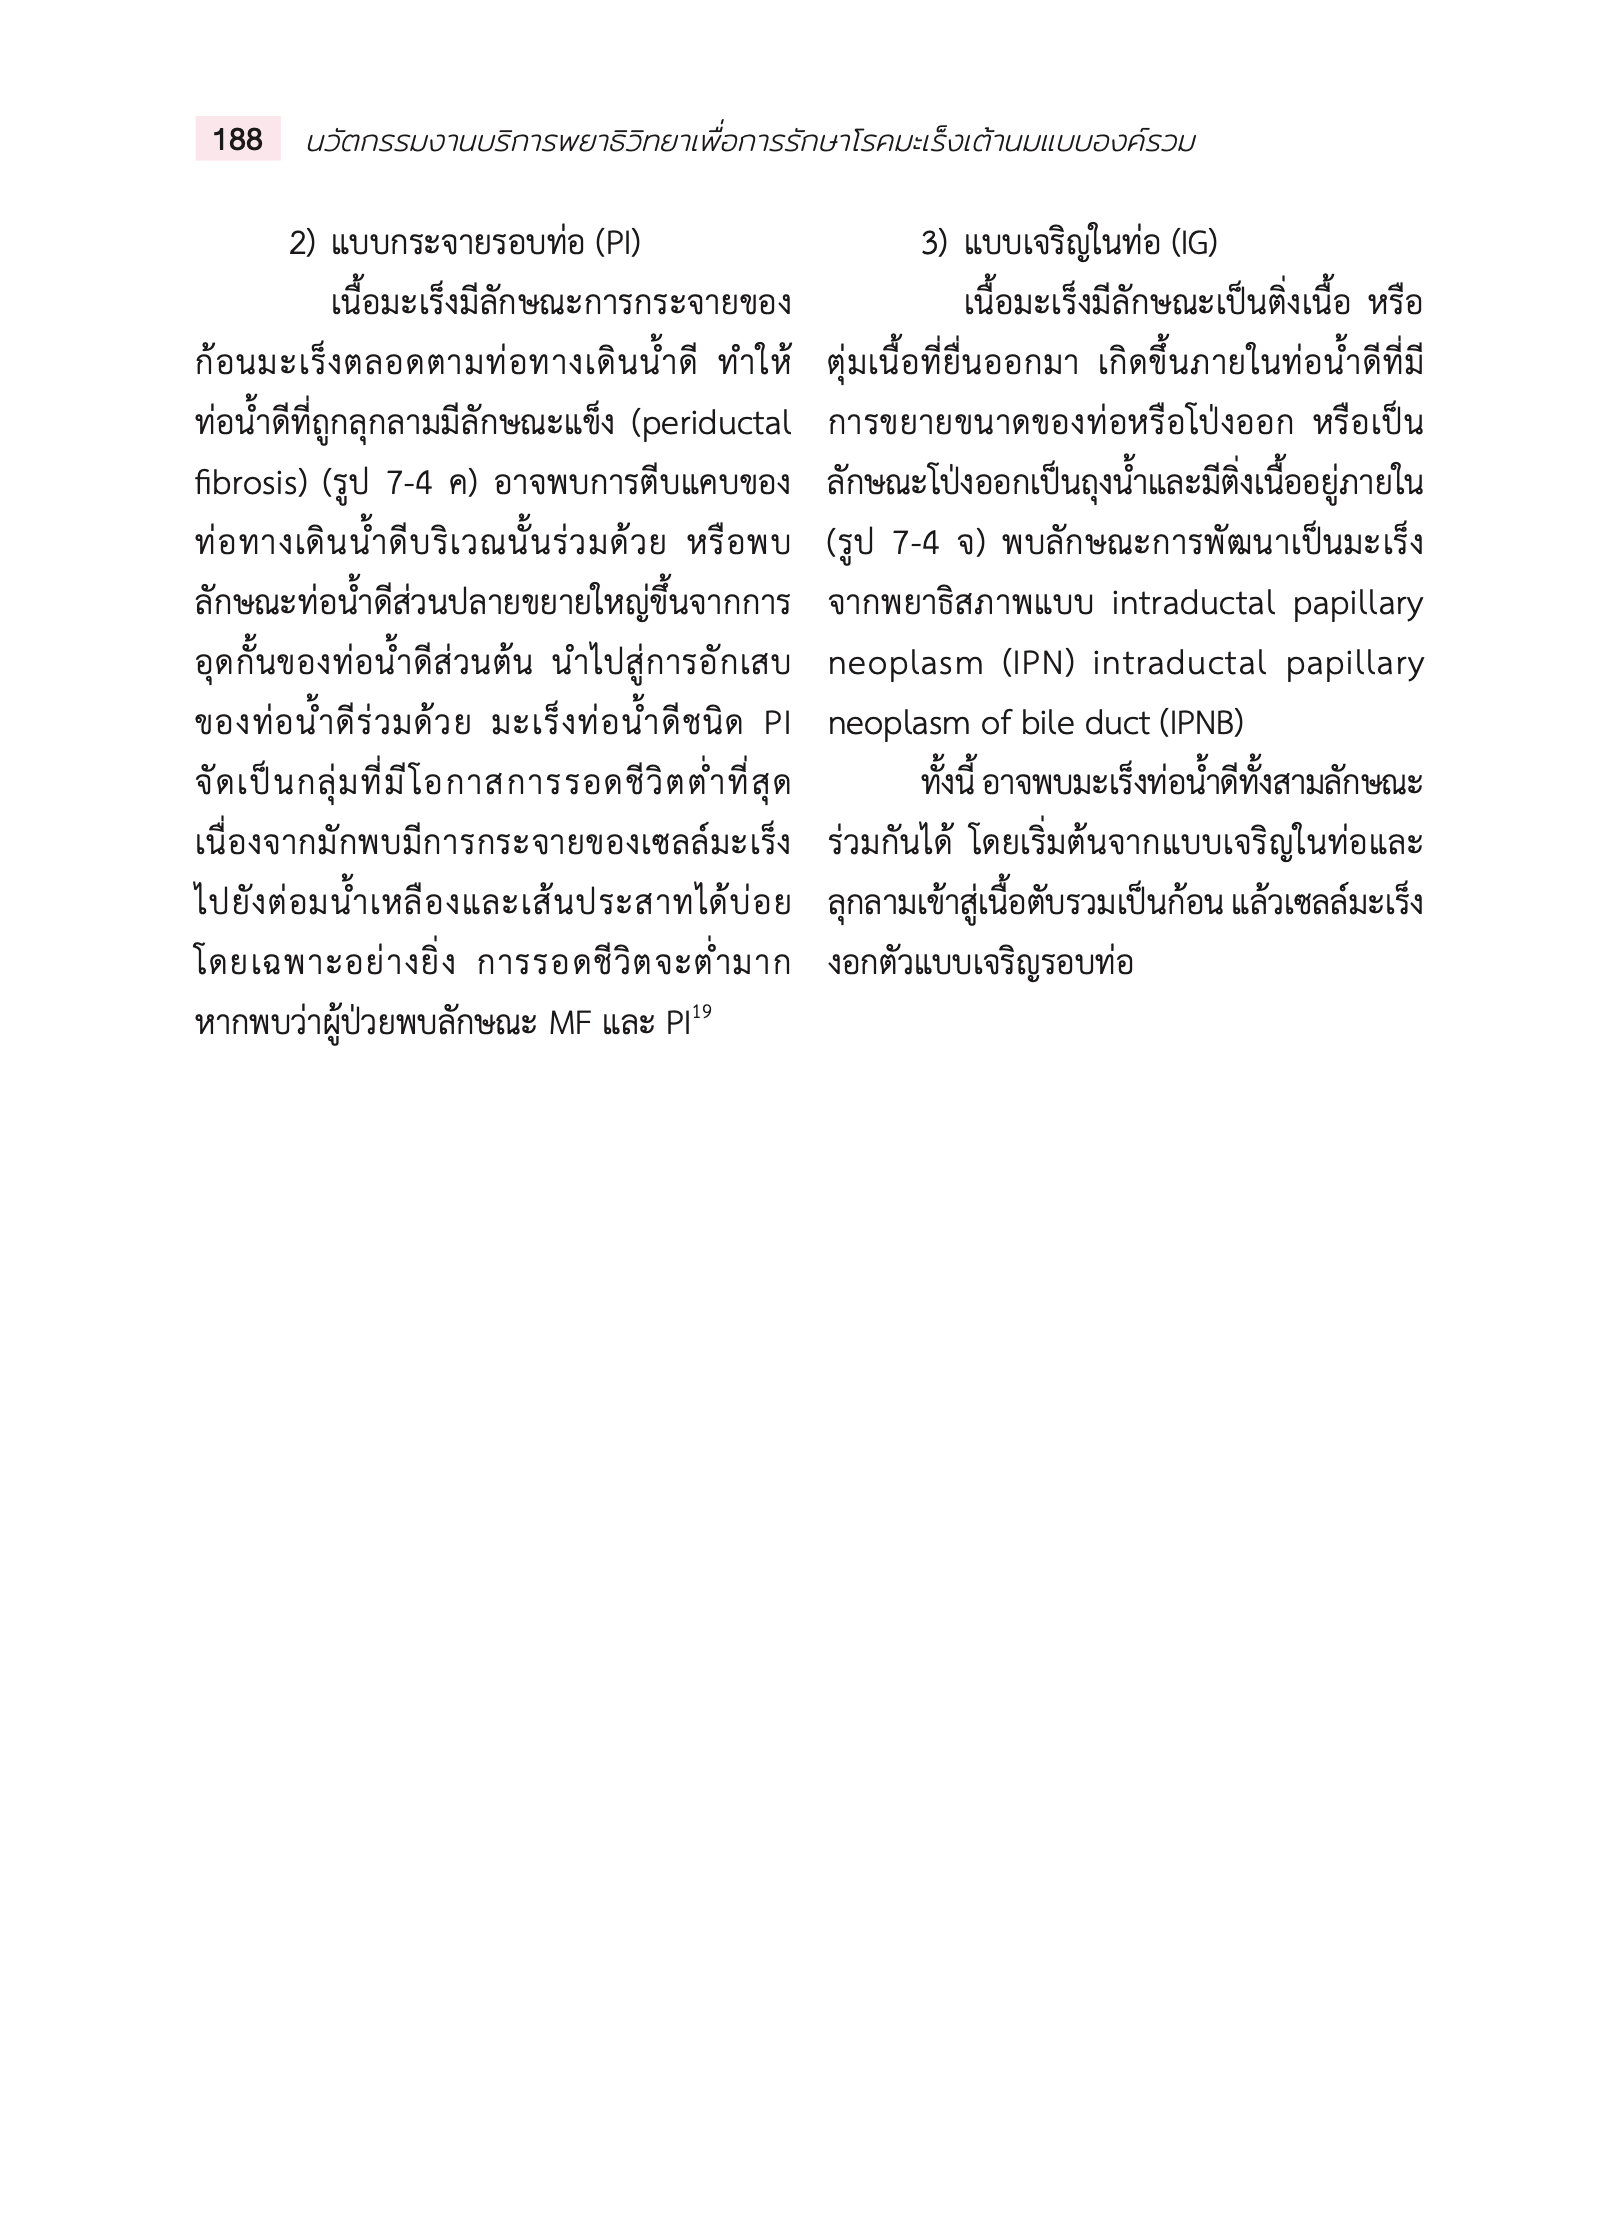 188 นวัตกรรมงานบริการพยาธิวิทยาเพื่อการรักษาโรคมะเร็งเต้านมแบบองค์รวม
2) แบบกระจายรอบท่อ (PI)
เนื้อมะเร็งมีลักษณะการกระจายของ
ก้อนมะเร็งตลอดตามท่อทางเดินน้ำดี ทำให้
ท่อน้ำดีที่ถูกลุกลามมีลักษณะแข็ง (periductal
fibrosis) (รูป 7-4 ค) อาจพบการตีบแคบของ
ท่อทางเดินน้ำดีบริเวณนั้นร่วมด้วย หรือพบ
ลักษณะท่อน้ำดีส่วนปลายขยายใหญ่ขึ้นจากการ
อุดกั้นของท่อน้ำดีส่วนต้น นำไปสู่การอักเสบ
ของท่อน้ำดีร่วมด้วย มะเร็งท่อน้ำดีชนิด PI
จัดเป็นกลุ่มที่มีโอกาสการรอดชีวิตต่ำที่สุด
เนื่องจากมักพบมีการกระจายของเซลล์มะเร็ง
ไปยังต่อมน้ำเหลืองและเส้นประสาทได้บ่อย
โดยเฉพาะอย่างยิ่ง การรอดชีวิตจะต่ำมาก
หากพบว่าผู้ป่วยพบลักษณะ MF และ PI19
3) แบบเจริญในท่อ (IG)
เนื้อมะเร็งมีลักษณะเป็นติ่งเนื้อ หรือ
ตุ่มเนื้อที่ยื่นออกมา เกิดขึ้นภายในท่อน้ำดีที่มี
การขยายขนาดของท่อหรือโป่งออก หรือเป็น
ลักษณะโป่งออกเป็นถุงน้ำและมีติ่งเนื้ออยู่ภายใน
(รูป 7-4 จ) พบลักษณะการพัฒนาเป็นมะเร็ง
จากพยาธิสภาพแบบ intraductal papillary
neoplasm (IPN) intraductal papillary
neoplasm of bile duct (IPNB)
ทั้งนี้ อาจพบมะเร็งท่อน้ำดีทั้งสามลักษณะ
ร่วมกันได้ โดยเริ่มต้นจากแบบเจริญในท่อและ
ลุกลามเข้าสู่เนื้อตับรวมเป็นก้อน แล้วเซลล์มะเร็ง
งอกตัวแบบเจริญรอบท่อ